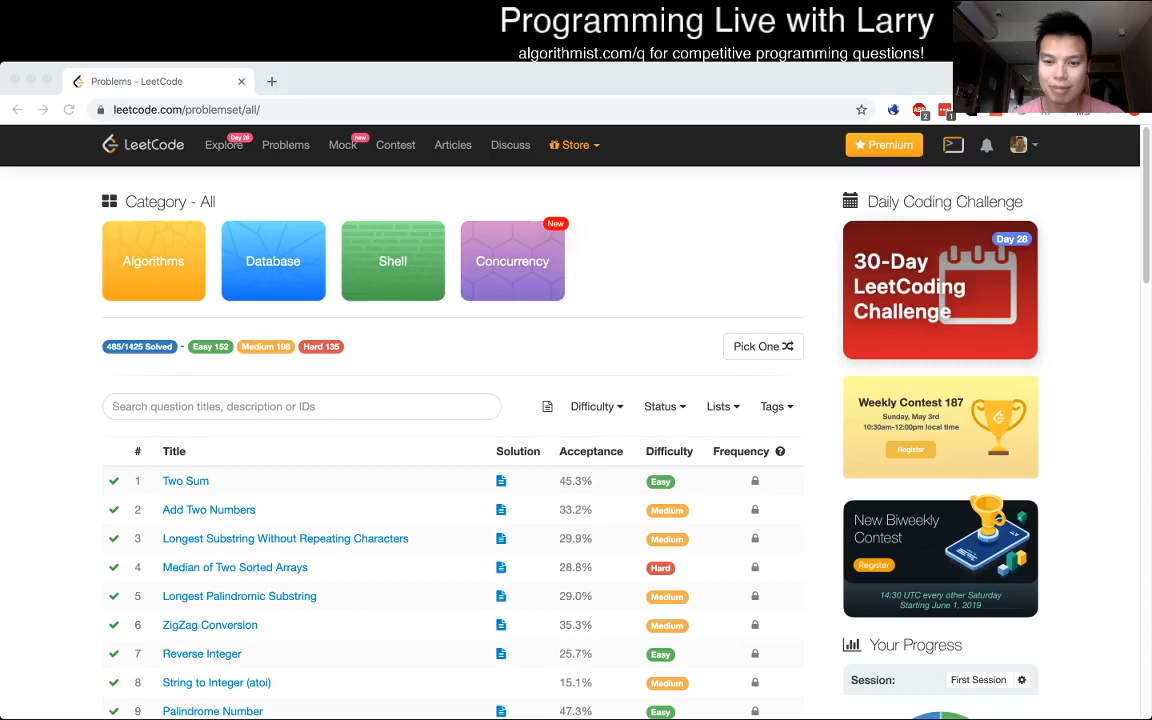 Programming Live with Larry
algorithmist.com/q for competitive programming questions!
Problems - LeetCode
leetcode.com/problemset/all/
ABP
2
1
LeetCode
Explore
Day 28
Problems
Mock
new
Contest
Articles
Discuss
Store
Premium
Category - All
Algorithms
Database
Shell
Concurrency
New
485/1425 Solved - Easy 152 Medium 198 Hard 135
Pick One
Search question titles, description or IDs
Difficulty Status Lists Tags
# Title Solution Acceptance Difficulty Frequency
1 Two Sum 45.3% Easy
2 Add Two Numbers 33.2% Medium
3 Longest Substring Without Repeating Characters 29.9% Medium
4 Median of Two Sorted Arrays 28.8% Hard
5 Longest Palindromic Substring 29.0% Medium
6 ZigZag Conversion 35.3% Medium
7 Reverse Integer 25.7% Easy
8 String to Integer (atoi) 15.1% Medium
9 Palindrome Number 47.3% Easy
Daily Coding Challenge
Day 28
30-Day
LeetCoding
Challenge
Weekly Contest 187
Sunday, May 3rd
10:30am-12:00pm local time
Register
New Biweekly
Contest
Register
14:30 UTC every other Saturday
Starting June 1, 2019
Your Progress
Session:
First Session